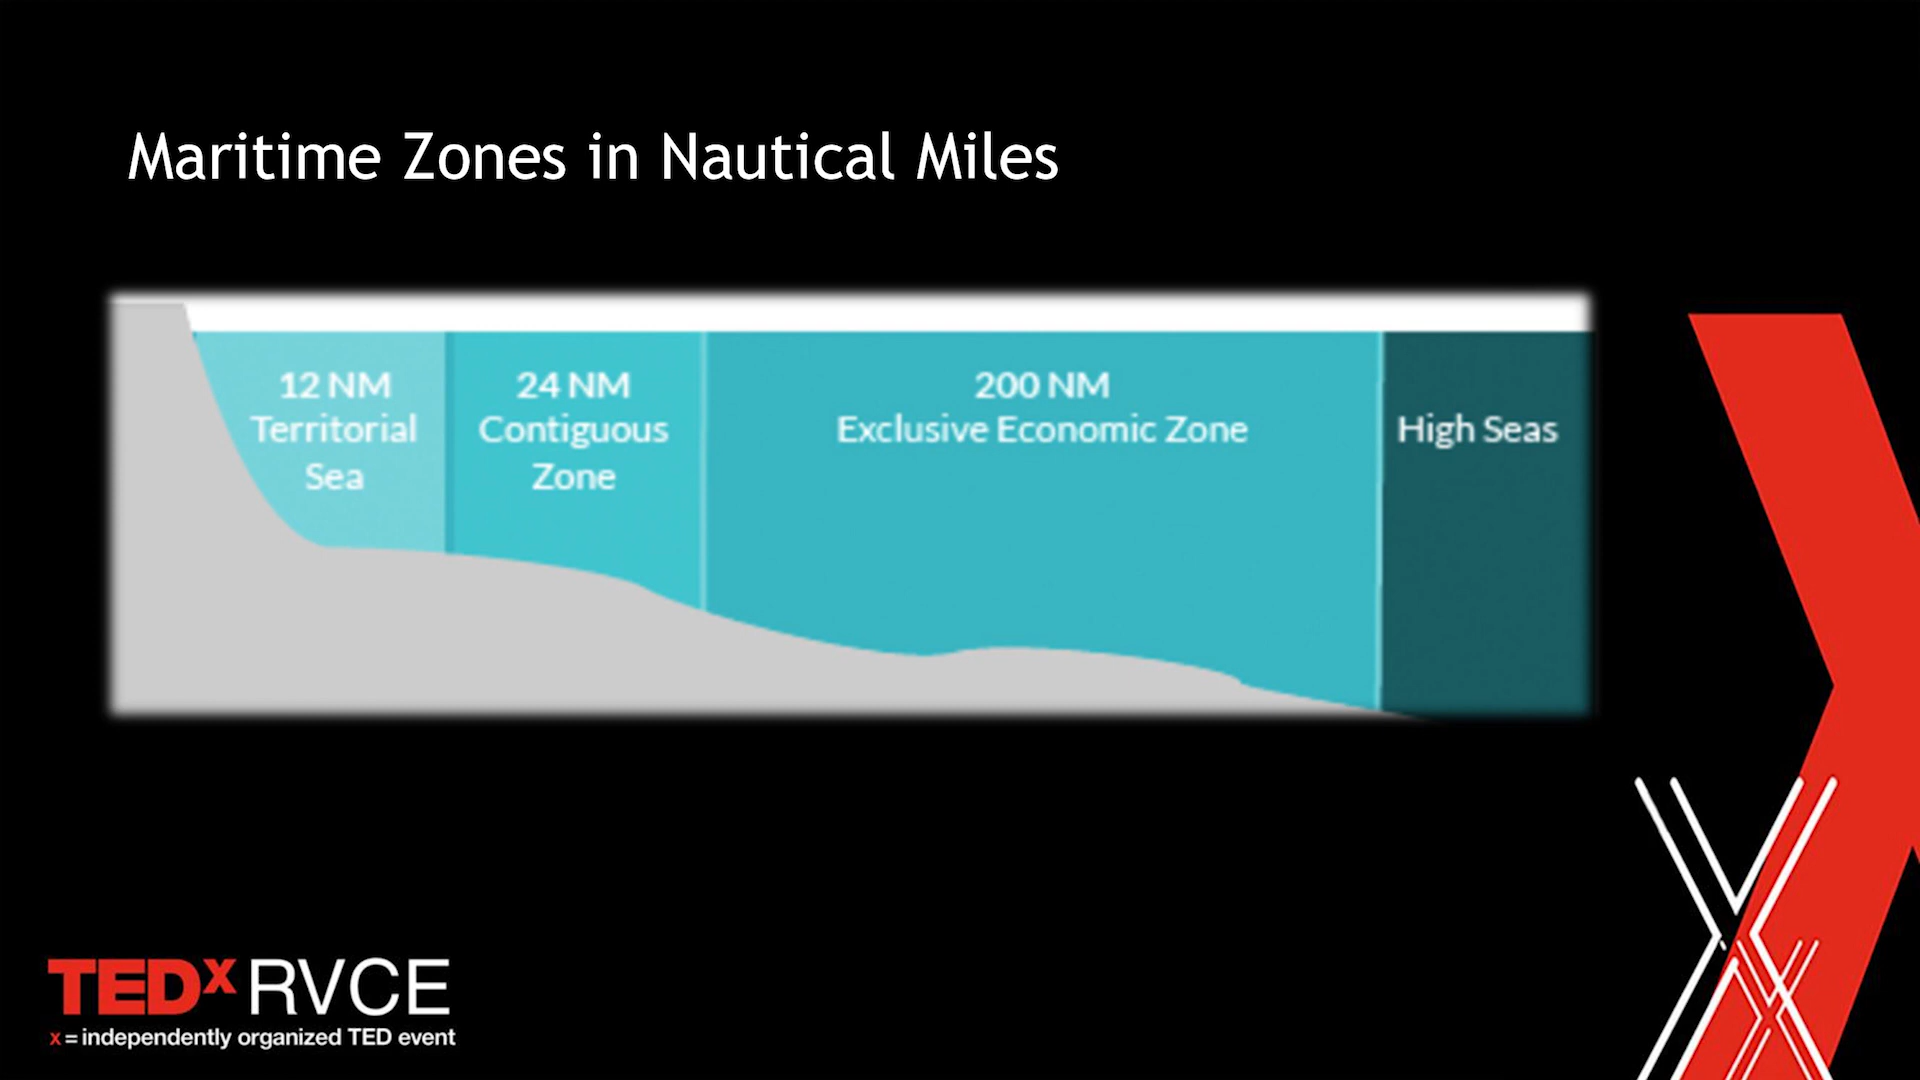 Maritime Zones in Nautical Miles
12 NM
Territorial
Sea
24 NM
Contiguous
Zone
200 NM
Exclusive Economic Zone
High Seas
TEDx RVCE
x = independently organized TED event